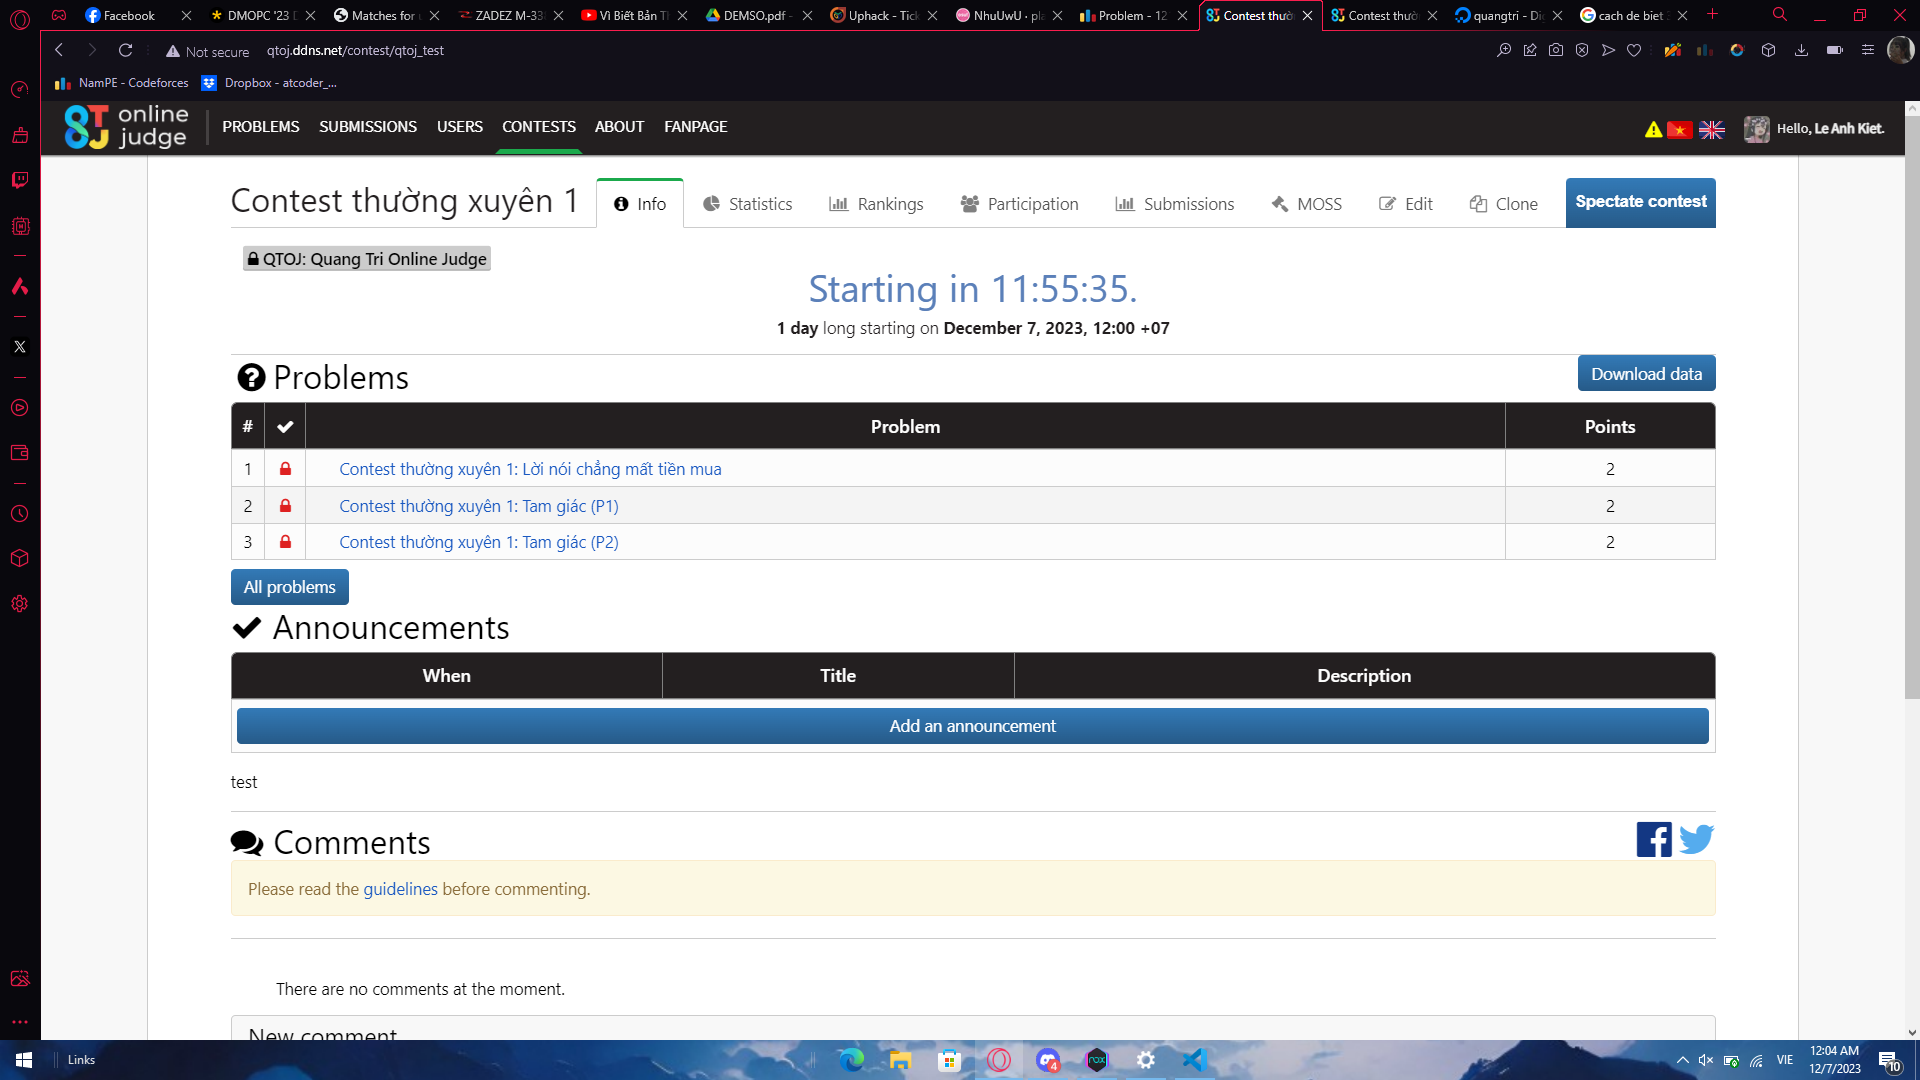 Facebook
DMOPC '23 D
Matches for u
ZADEZ M-331
Vì Biết Bản Th
DEMSO.pdf -
Uphack - Tick
NhuUwU · pla
Problem - 12
Contest thườ
Contest thườ
quangtri - Di
cach de biet
Not secure
qtoj.ddns.net/contest/qtoj_test
NamPE - Codeforces
Dropbox - atcoder_...
online judge
PROBLEMS SUBMISSIONS USERS CONTESTS ABOUT FANPAGE
Hello, Le Anh Kiet.
Contest thường xuyên 1
Info Statistics Rankings Participation Submissions MOSS Edit Clone
Spectate contest
QTOJ: Quang Tri Online Judge
Starting in 11:55:35.
1 day long starting on December 7, 2023, 12:00 +07
Problems
Download data
# Problem Points
1 Contest thường xuyên 1: Lời nói chẳng mất tiền mua 2
2 Contest thường xuyên 1: Tam giác (P1) 2
3 Contest thường xuyên 1: Tam giác (P2) 2
All problems
Announcements
When Title Description
Add an announcement
test
Comments
Please read the guidelines before commenting.
There are no comments at the moment.
New comment
Links
4
VIE
12:04 AM
12/7/2023
10